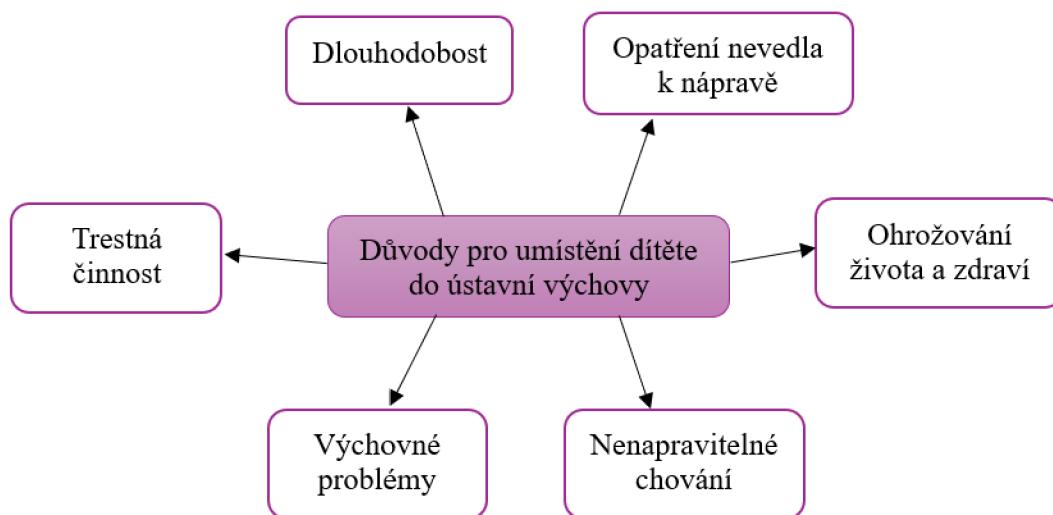 Dlouhodobost
Opatření nevedla
k nápravě
Trestná
činnost
Důvody pro umístění dítěte
do ústavní výchovy
Ohrožování
života a zdraví
Výchovné
problémy
Nenapravitelné
chování